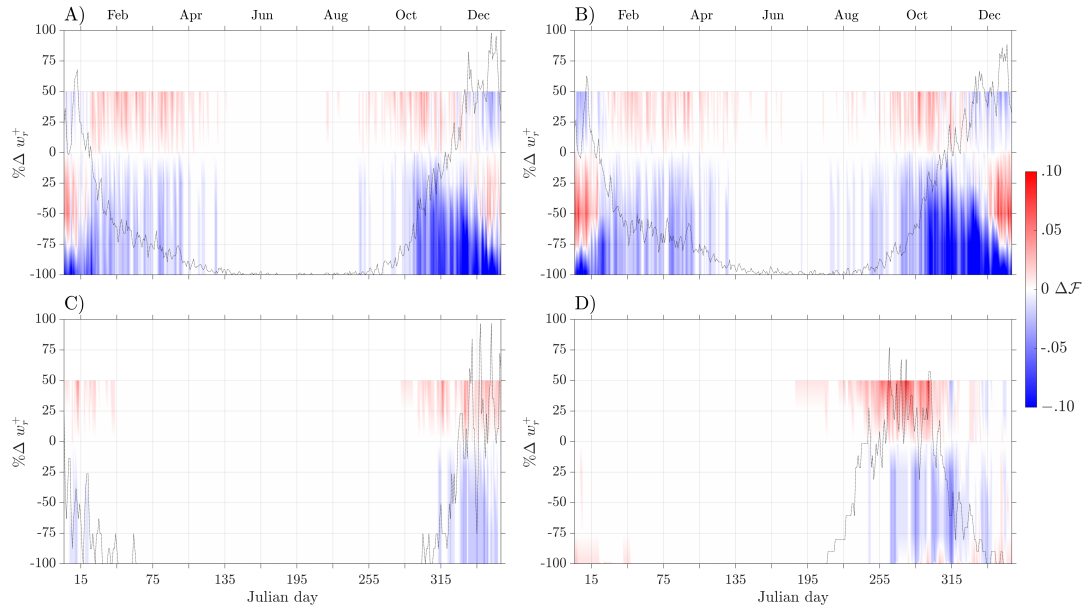 A) Feb Apr Jun Aug Oct Dec
B) Feb Apr Jun Aug Oct Dec
100 100
75 75
50 50
25 25
%Δ w_r^+ 0 %Δ w_r^+ 0
25 25
-50 -50
-75 -75
-100 -100
.10
.05
0 ΔF
-.05
−.10
C) D)
100 100
75 75
50 50
25 25
%Δ w_r^+ 0 %Δ w_r^+ 0
25 25
-50 -50
-75 -75
-100 -100
15 75 135 195 255 315 15 75 135 195 255 315
Julian day Julian day